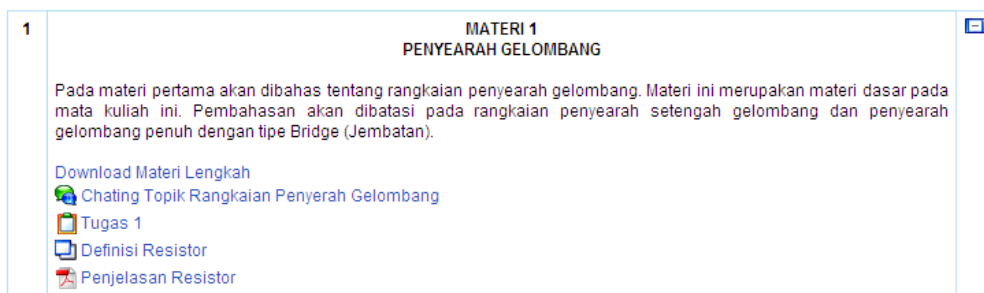 1
MATERI 1
PENYEARAH GELOMBANG
Pada materi pertama akan dibahas tentang rangkaian penyearah gelombang. Materi ini merupakan materi dasar pada
mata kuliah ini. Pembahasan akan dibatasi pada rangkaian penyearah setengah gelombang dan penyearah
gelombang penuh dengan tipe Bridge (Jembatan).
Download Materi Lengkah
Chating Topik Rangkaian Penyerah Gelombang
Tugas 1
Definisi Resistor
Penjelasan Resistor